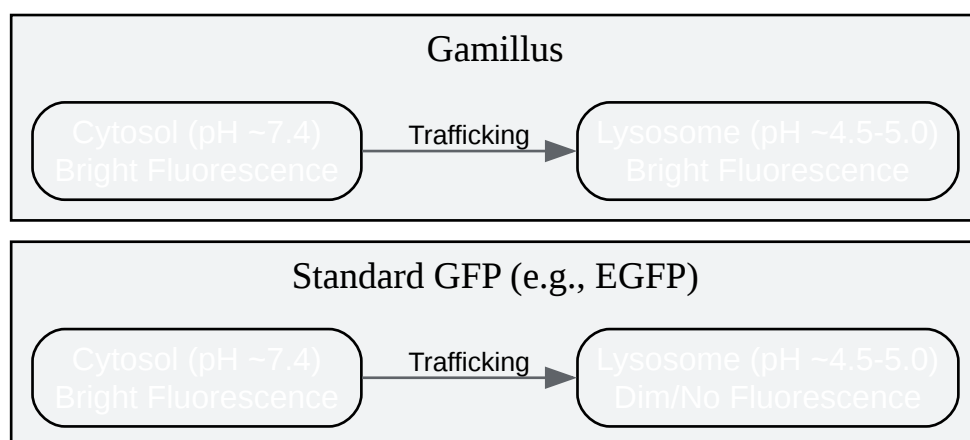 Gamillus
Cytosol (pH ~7.4)
Bright Fluorescence
Trafficking
Lysosome (pH ~4.5-5.0)
Bright Fluorescence
Standard GFP (e.g., EGFP)
Cytosol (pH ~7.4)
Bright Fluorescence
Trafficking
Lysosome (pH ~4.5-5.0)
Dim/No Fluorescence